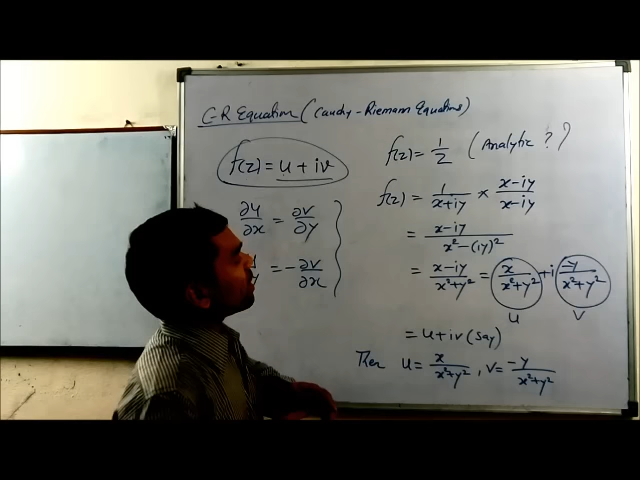 C-R Equation (Cauchy-Riemann Equations)
f(z) = u + iv
∂u/∂x = ∂v/∂y
= -∂v/∂x
f(z) = 1/z (Analytic ?)
f(z) = 1/(x+iy) × (x-iy)/(x-iy)
= (x-iy)/(x²-(iy)²)
= (x-iy)/(x²+y²) = x/(x²+y²) + i -y/(x²+y²)
u v
= u+iv (say)
Then u = x/(x²+y²), v = -y/(x²+y²)